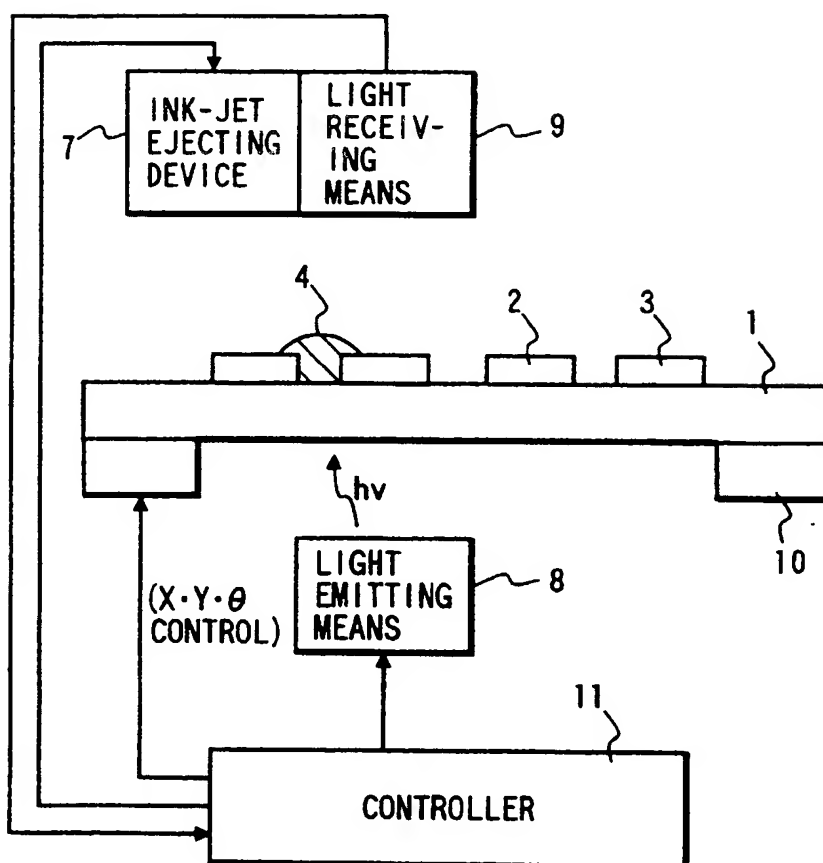 INK-JET
EJECTING
DEVICE
LIGHT
RECEIV-
ING
MEANS
7
9
4
2
3
1
hν
10
LIGHT
EMITTING
MEANS
8
(X·Y·θ
CONTROL)
11
CONTROLLER